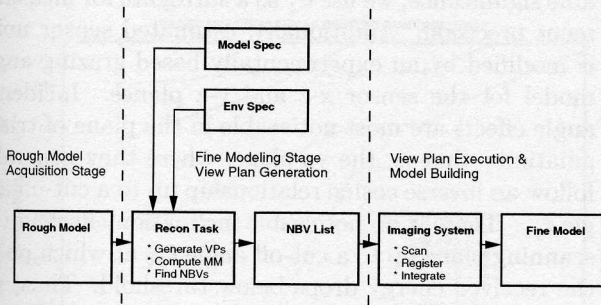 Model Spec
Env Spec
Rough Model
Acquisition Stage
Fine Modeling Stage
View Plan Generation
View Plan Execution &
Model Building
Rough Model
Recon Task
* Generate VPs
* Compute MM
* Find NBVs
NBV List
Imaging System
* Scan
* Register
* Integrate
Fine Model